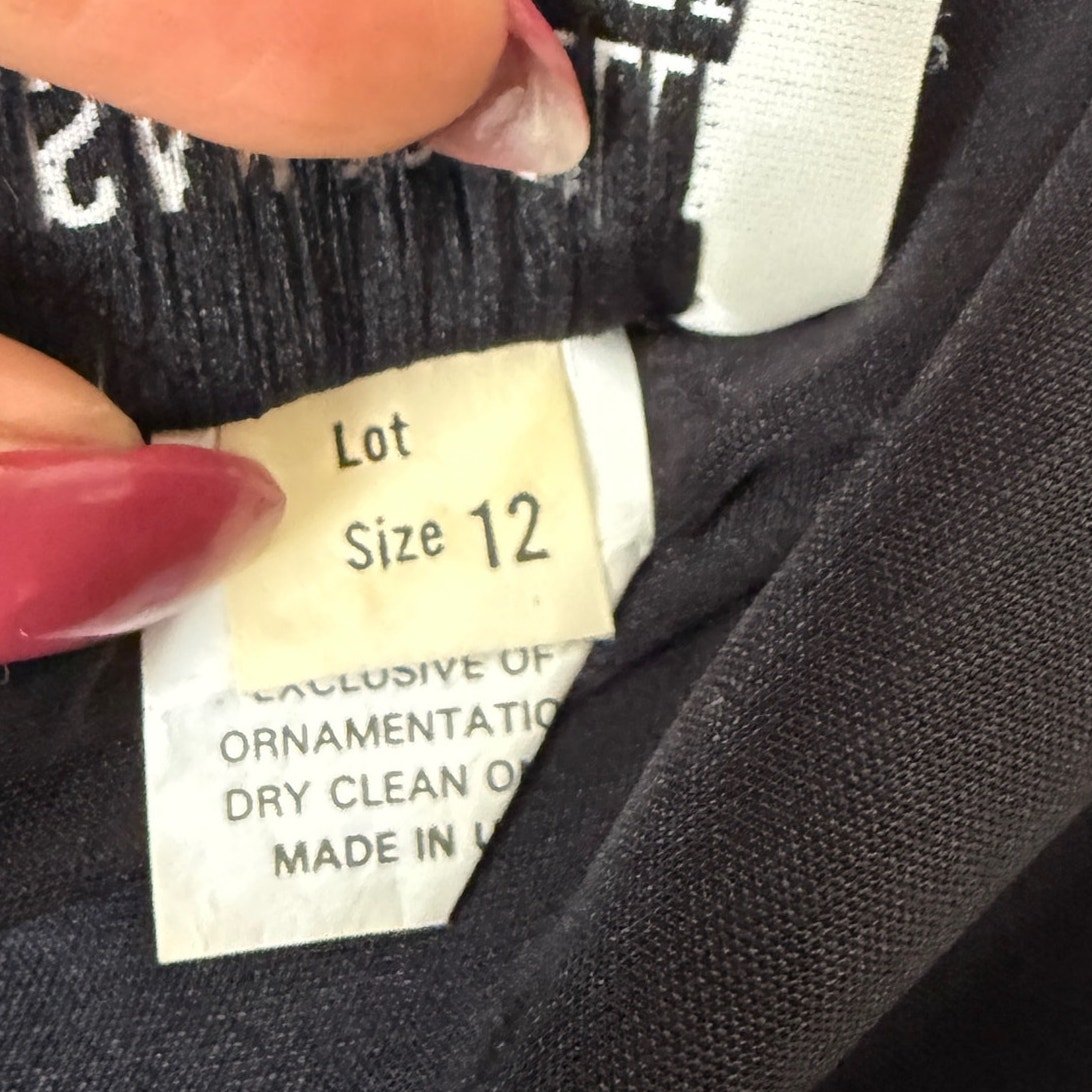 Lot
Size 12
EXCLUSIVE OF
ORNAMENTATIO
DRY CLEAN O
MADE IN U